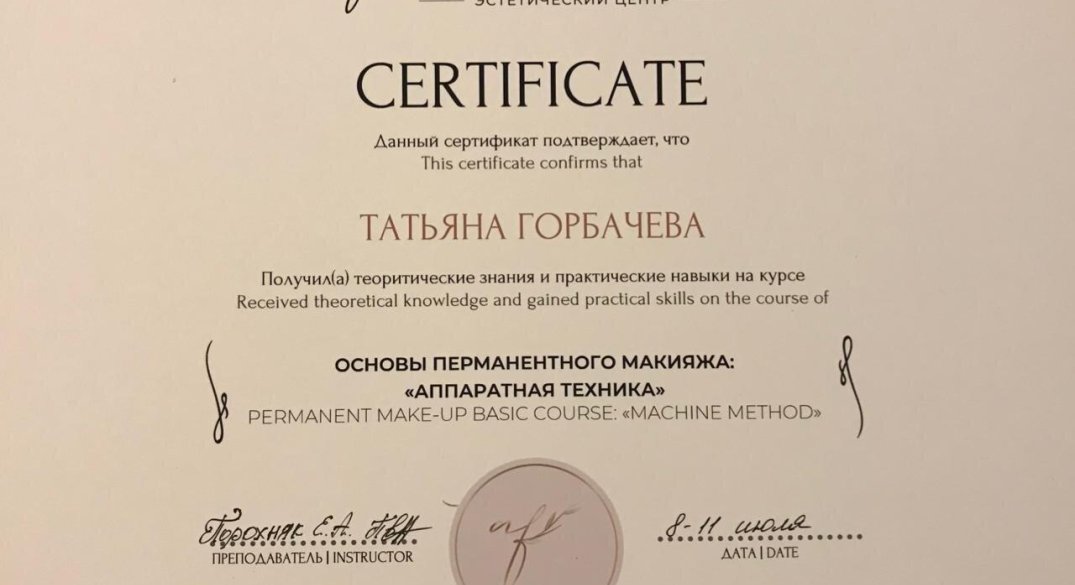 ЭСТЕТИЧЕСКИЙ ЦЕНТР
CERTIFICATE
Данный сертификат подтверждает, что
This certificate confirms that
ТАТЬЯНА ГОРБАЧЕВА
Получил(а) теоритические знания и практические навыки на курсе
Received theoretical knowledge and gained practical skills on the course of
ОСНОВЫ ПЕРМАНЕНТНОГО МАКИЯЖА:
«АППАРАТНАЯ ТЕХНИКА»
PERMANENT MAKE-UP BASIC COURSE: «MACHINE METHOD»
Порохняк Е.А.
ПРЕПОДАВАТЕЛЬ | INSTRUCTOR
8-11 июля
ДАТА | DATE